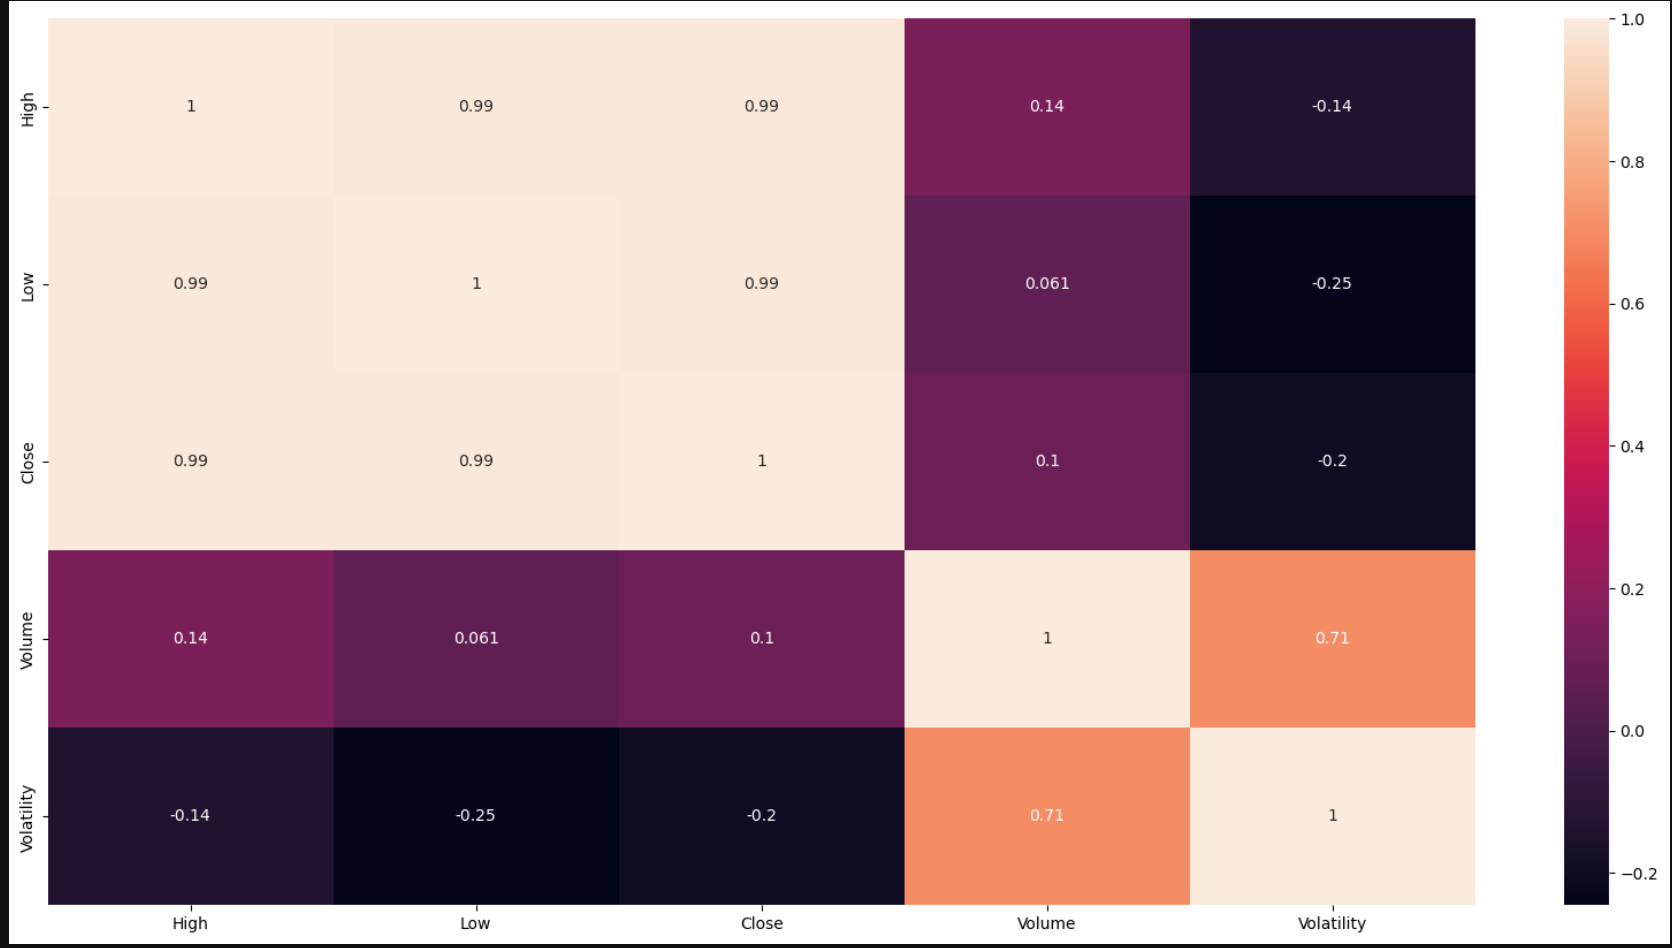 High 1 0.99 0.99 0.14 -0.14
Low 0.99 1 0.99 0.061 -0.25
Close 0.99 0.99 1 0.1 -0.2
Volume 0.14 0.061 0.1 1 0.71
Volatility -0.14 -0.25 -0.2 0.71 1
High Low Close Volume Volatility
1.0
0.8
0.6
0.4
0.2
0.0
−0.2